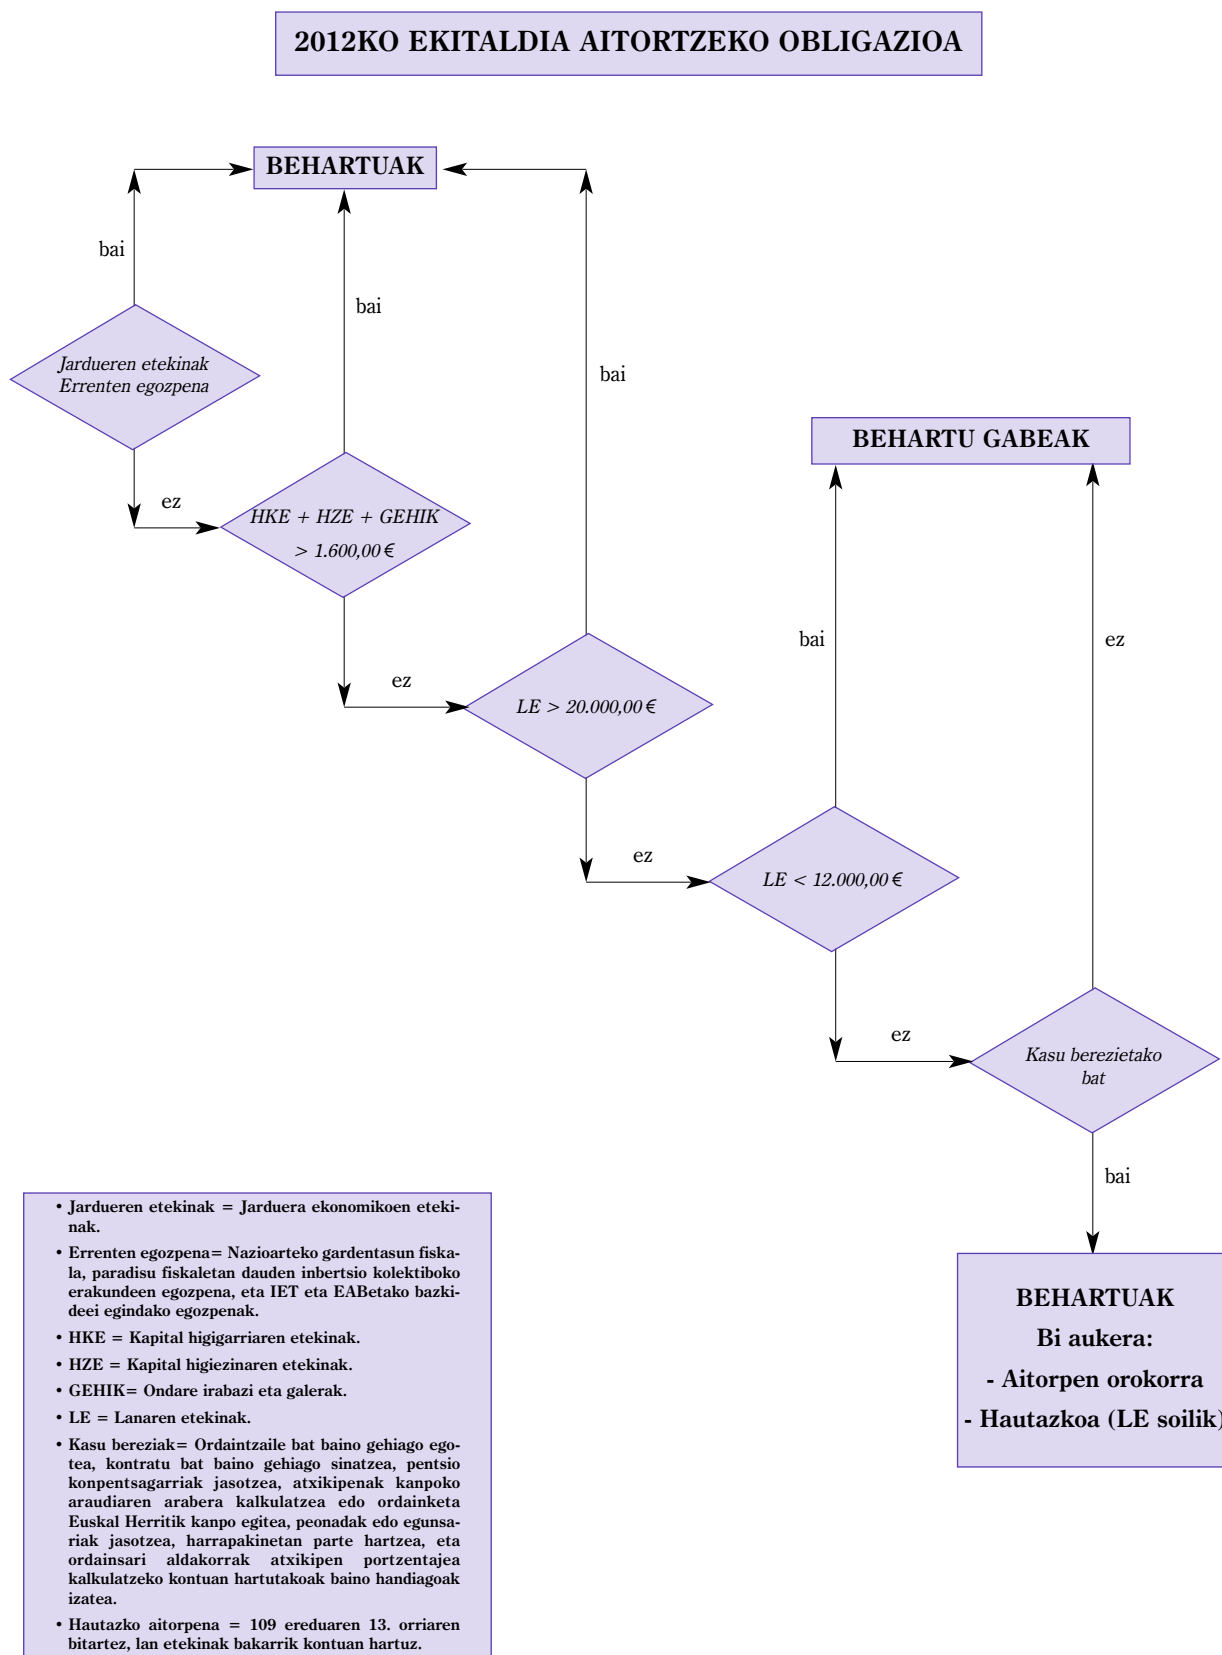 2012KO EKITALDIA AITORTZEKO OBLIGAZIOA
BEHARTUAK
bai
bai
bai
Jardueren etekinak
Errenten egozpena
BEHARTU GABEAK
ez
HKE + HZE + GEHIK
> 1.600,00 €
bai
ez
ez
LE > 20.000,00 €
ez
LE < 12.000,00 €
ez
Kasu berezietako
bat
bai
• Jardueren etekinak = Jarduera ekonomikoen eteki-
nak.
• Errenten egozpena= Nazioarteko gardentasun fiska-
la, paradisu fiskaletan dauden inbertsio kolektiboko
erakundeen egozpena, eta IET eta EABetako bazki-
deei egindako egozpenak.
• HKE = Kapital higigarriaren etekinak.
• HZE = Kapital higiezinaren etekinak.
• GEHIK= Ondare irabazi eta galerak.
• LE = Lanaren etekinak.
• Kasu bereziak= Ordaintzaile bat baino gehiago ego-
tea, kontratu bat baino gehiago sinatzea, pentsio
konpentsagarriak jasotzea, atxikipenak kanpoko
araudiaren arabera kalkulatzea edo ordainketa
Euskal Herritik kanpo egitea, peonadak edo egunsa-
riak jasotzea, harrapakinetan parte hartzea, eta
ordainsari aldakorrak atxikipen portzentajea
kalkulatzeko kontuan hartutakoak baino handiagoak
izatea.
• Hautazko aitorpena = 109 ereduaren 13. orriaren
bitartez, lan etekinak bakarrik kontuan hartuz.
BEHARTUAK
Bi aukera:
- Aitorpen orokorra
- Hautazkoa (LE soilik)